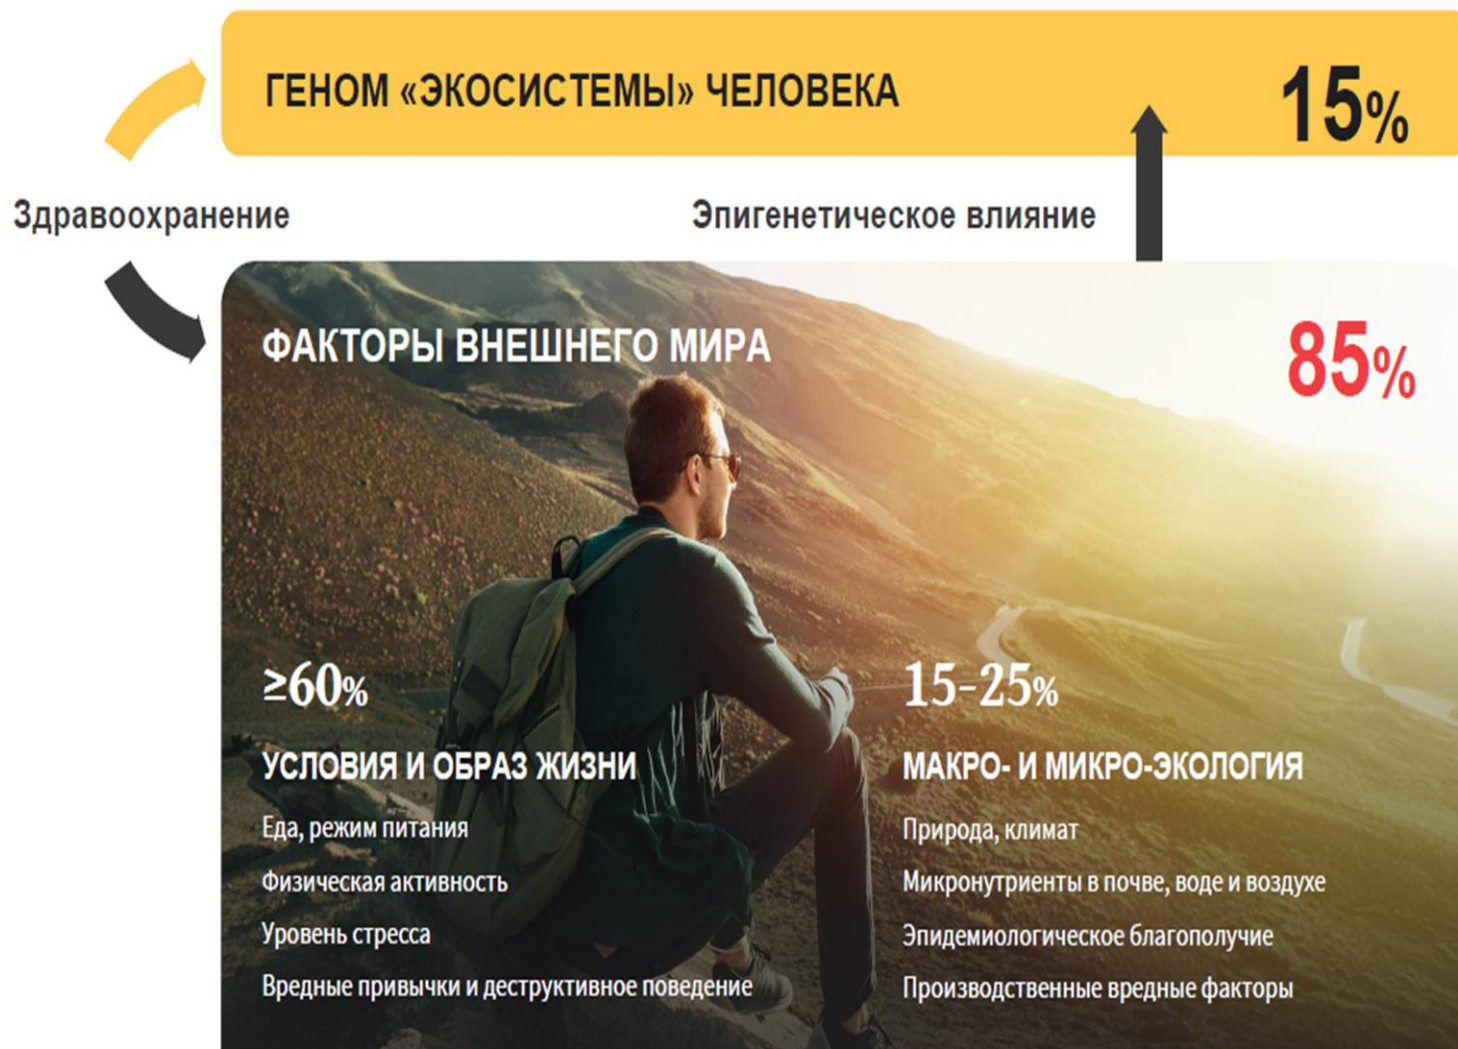 ГЕНОМ «ЭКОСИСТЕМЫ» ЧЕЛОВЕКА
15%
Здравоохранение
Эпигенетическое влияние
ФАКТОРЫ ВНЕШНЕГО МИРА
85%
≥60%
УСЛОВИЯ И ОБРАЗ ЖИЗНИ
Еда, режим питания
Физическая активность
Уровень стресса
Вредные привычки и деструктивное поведение
15-25%
МАКРО- И МИКРО-ЭКОЛОГИЯ
Природа, климат
Микронутриенты в почве, воде и воздухе
Эпидемиологическое благополучие
Производственные вредные факторы